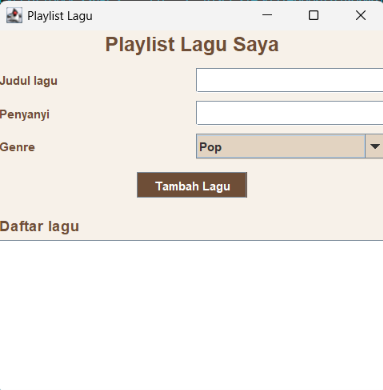 Playlist Lagu
Playlist Lagu Saya
Judul lagu
Penyanyi
Genre
Pop
Tambah Lagu
Daftar lagu